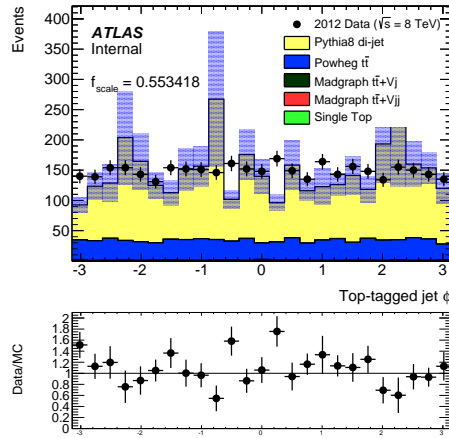 Events
400
350
300
250
200
150
100
50
ATLAS
Internal
f scale = 0.553418
2012 Data (√s = 8 TeV)
Pythia8 di-jet
Powheg tt̄
Madgraph tt̄+Vj
Madgraph tt̄+Vjj
Single Top
-3 -2 -1 0 1 2 3
Top-tagged jet ϕ
Data/MC
2
1.8
1.6
1.4
1.2
1
0.8
0.6
0.4
0.2
0
-3 -2 -1 0 1 2 3